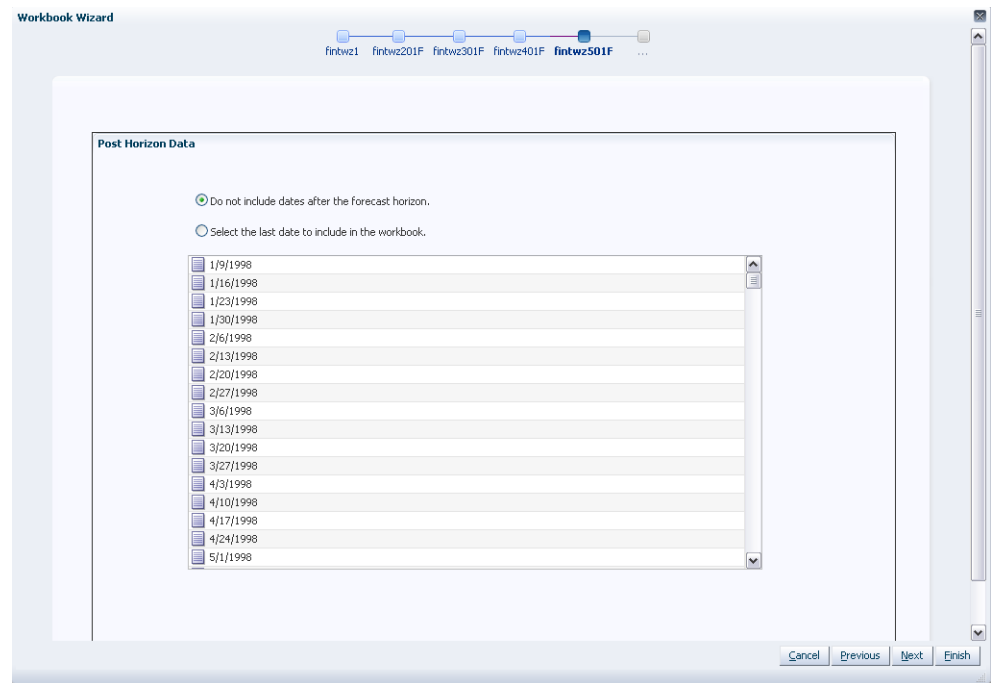 Workbook Wizard
fintwz1 fintwz201F fintwz301F fintwz401F fintwz501F ...
Post Horizon Data
Do not include dates after the forecast horizon.
Select the last date to include in the workbook.
1/9/1998
1/16/1998
1/23/1998
1/30/1998
2/6/1998
2/13/1998
2/20/1998
2/27/1998
3/6/1998
3/13/1998
3/20/1998
3/27/1998
4/3/1998
4/10/1998
4/17/1998
4/24/1998
5/1/1998
Cancel Previous Next Finish